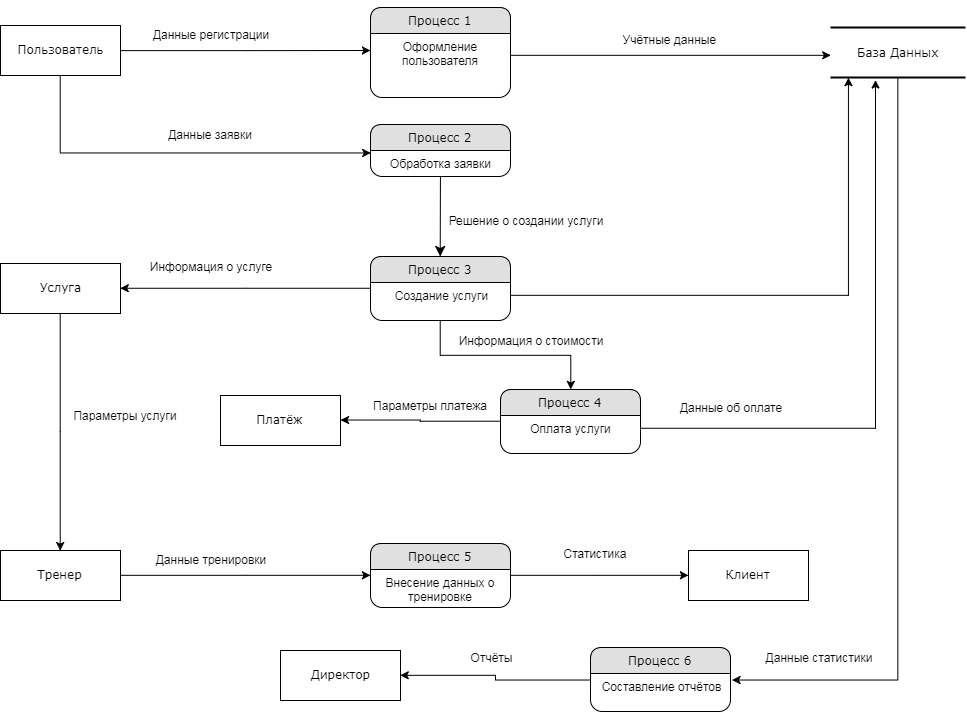 Процесс 1
Данные регистрации
Учётные данные
Пользователь
Оформление
пользователя
База Данных
Данные заявки
Процесс 2
Обработка заявки
Решение о создании услуги
Информация о услуге
Процесс 3
Услуга
Создание услуги
Информация о стоимости
Параметры услуги
Параметры платежа
Процесс 4
Данные об оплате
Платёж
Оплата услуги
Данные тренировки
Процесс 5
Статистика
Тренер
Внесение данных о
тренировке
Клиент
Отчёты
Процесс 6
Данные статистики
Директор
Составление отчётов